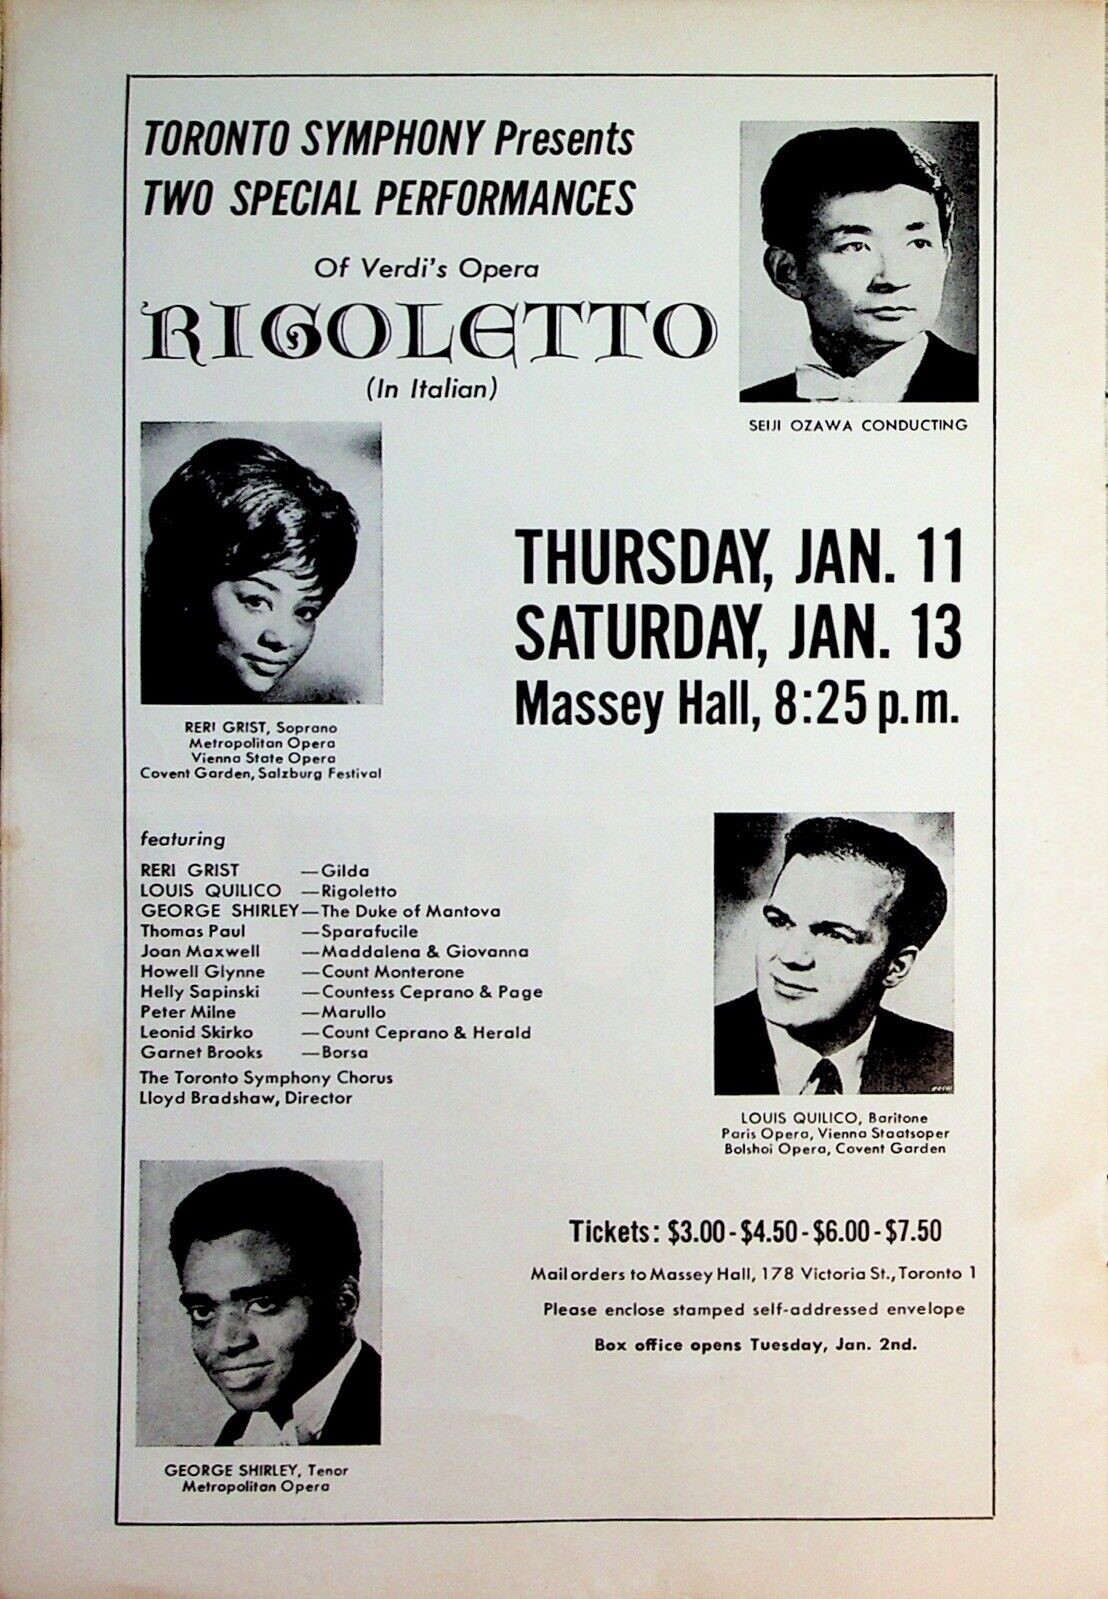 TORONTO SYMPHONY Presents
TWO SPECIAL PERFORMANCES
Of Verdi's Opera
RIGOLETTO
(In Italian)
SEIJI OZAWA CONDUCTING
THURSDAY, JAN. 11
SATURDAY, JAN. 13
Massey Hall, 8:25 p.m.
RERI GRIST, Soprano
Metropolitan Opera
Vienna State Opera
Covent Garden, Salzburg Festival
featuring
RERI GRIST —Gilda
LOUIS QUILICO —Rigoletto
GEORGE SHIRLEY—The Duke of Mantova
Thomas Paul —Sparafucile
Joan Maxwell —Maddalena & Giovanna
Howell Glynne —Count Monterone
Helly Sapinski —Countess Ceprano & Page
Peter Milne —Marullo
Leonid Skirko —Count Ceprano & Herald
Garnet Brooks —Borsa
The Toronto Symphony Chorus
Lloyd Bradshaw, Director
LOUIS QUILICO, Baritone
Paris Opera, Vienna Staatsoper
Bolshoi Opera, Covent Garden
Tickets: $3.00-$4.50-$6.00-$7.50
Mail orders to Massey Hall, 178 Victoria St., Toronto 1
Please enclose stamped self-addressed envelope
Box office opens Tuesday, Jan. 2nd.
GEORGE SHIRLEY, Tenor
Metropolitan Opera